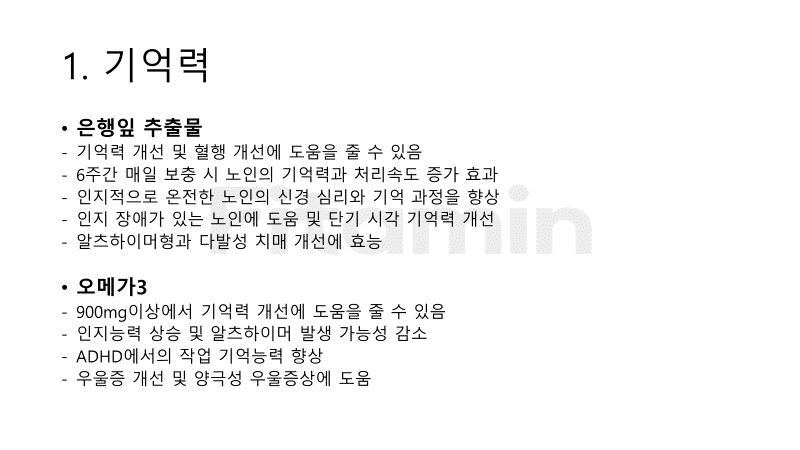 1. 기억력
• 은행잎 추출물
- 기억력 개선 및 혈행 개선에 도움을 줄 수 있음
- 6주간 매일 보충 시 노인의 기억력과 처리속도 증가 효과
- 인지적으로 온전한 노인의 신경 심리와 기억 과정을 향상
- 인지 장애가 있는 노인에 도움 및 단기 시각 기억력 개선
- 알츠하이머형과 다발성 치매 개선에 효능
Fitamin
• 오메가3
- 900mg이상에서 기억력 개선에 도움을 줄 수 있음
- 인지능력 상승 및 알츠하이머 발생 가능성 감소
- ADHD에서의 작업 기억능력 향상
- 우울증 개선 및 양극성 우울증상에 도움